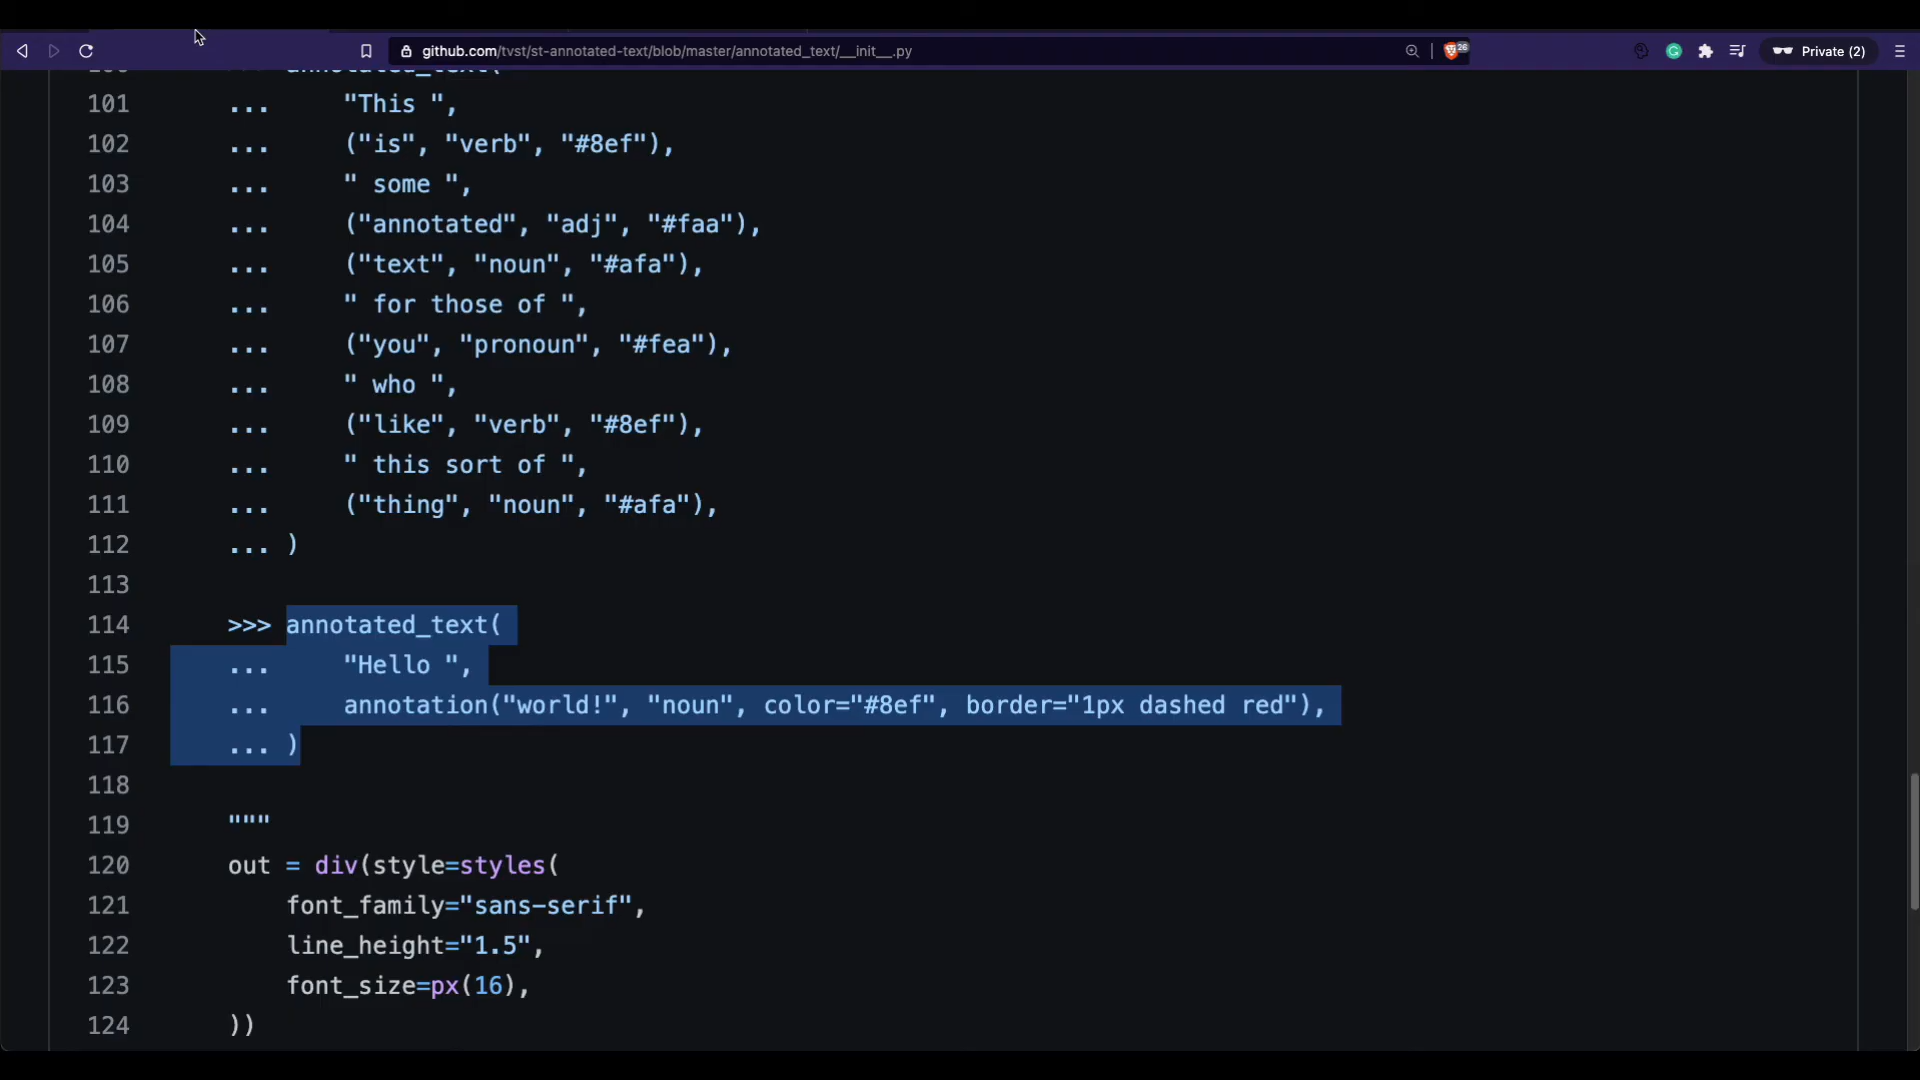 github.com/tvst/st-annotated-text/blob/master/annotated_text/__init__.py
26
Private (2)
100 >>> annotated_text(
101 ...     "This ",
102 ...     ("is", "verb", "#8ef"),
103 ...     " some ",
104 ...     ("annotated", "adj", "#faa"),
105 ...     ("text", "noun", "#afa"),
106 ...     " for those of ",
107 ...     ("you", "pronoun", "#fea"),
108 ...     " who ",
109 ...     ("like", "verb", "#8ef"),
110 ...     " this sort of ",
111 ...     ("thing", "noun", "#afa"),
112 ... )
113
114 >>> annotated_text(
115 ...     "Hello ",
116 ...     annotation("world!", "noun", color="#8ef", border="1px dashed red"),
117 ... )
118
119 """
120 out = div(style=styles(
121     font_family="sans-serif",
122     line_height="1.5",
123     font_size=px(16),
124 ))